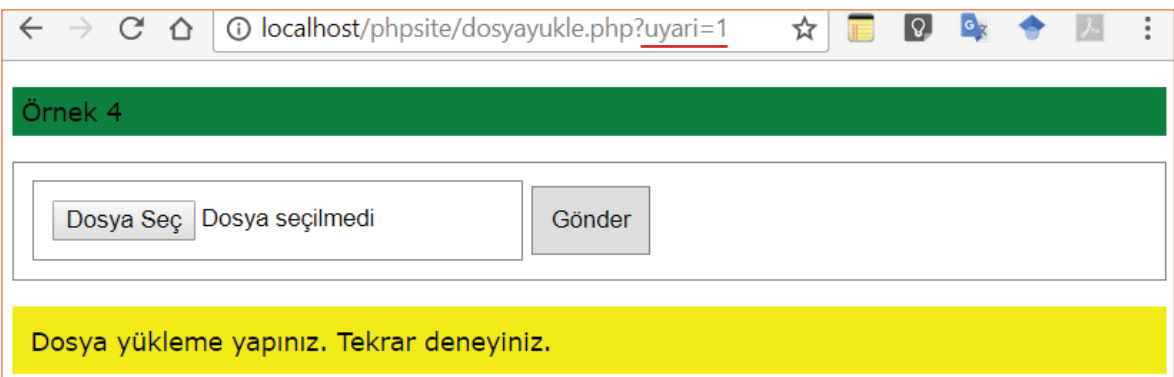 localhost/phpsite/dosyayukle.php?uyari=1
Örnek 4
Dosya Seç Dosya seçilmedi Gönder
Dosya yükleme yapınız. Tekrar deneyiniz.